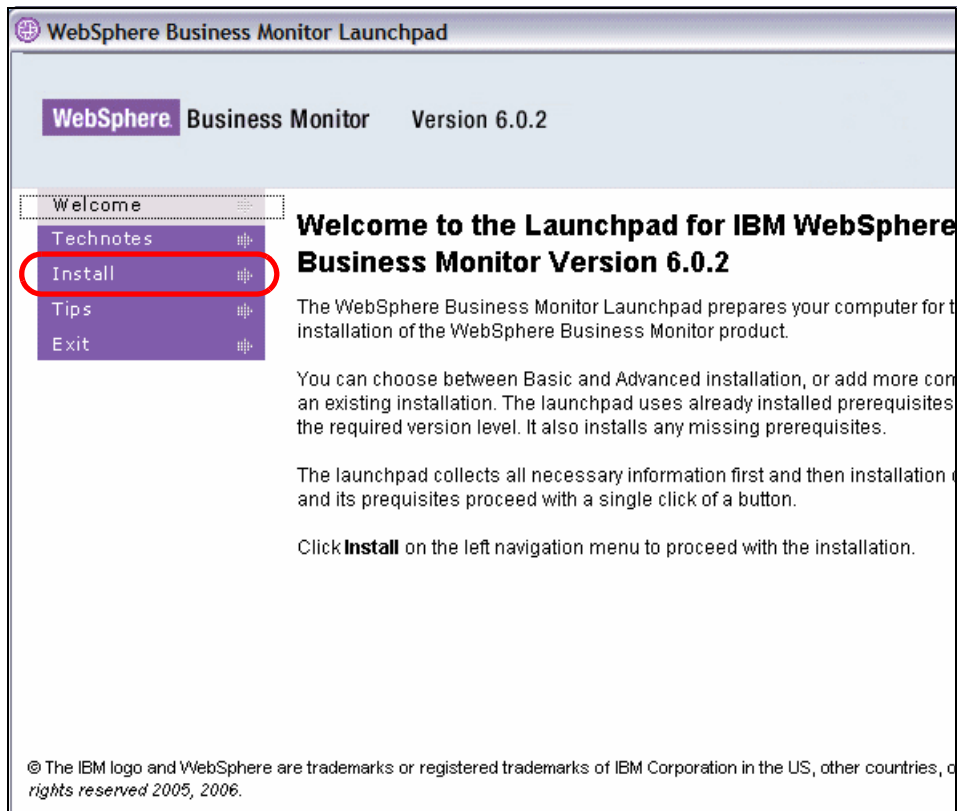 WebSphere Business Monitor Launchpad
WebSphere Business Monitor Version 6.0.2
Welcome
Technotes
Install
Tips
Exit
Welcome to the Launchpad for IBM WebSphere
Business Monitor Version 6.0.2
The WebSphere Business Monitor Launchpad prepares your computer for t
installation of the WebSphere Business Monitor product.
You can choose between Basic and Advanced installation, or add more con
an existing installation. The launchpad uses already installed prerequisites
the required version level. It also installs any missing prerequisites.
The launchpad collects all necessary information first and then installation
and its prequisites proceed with a single click of a button.
Click Install on the left navigation menu to proceed with the installation.
© The IBM logo and WebSphere are trademarks or registered trademarks of IBM Corporation in the US, other countries,
rights reserved 2005, 2006.